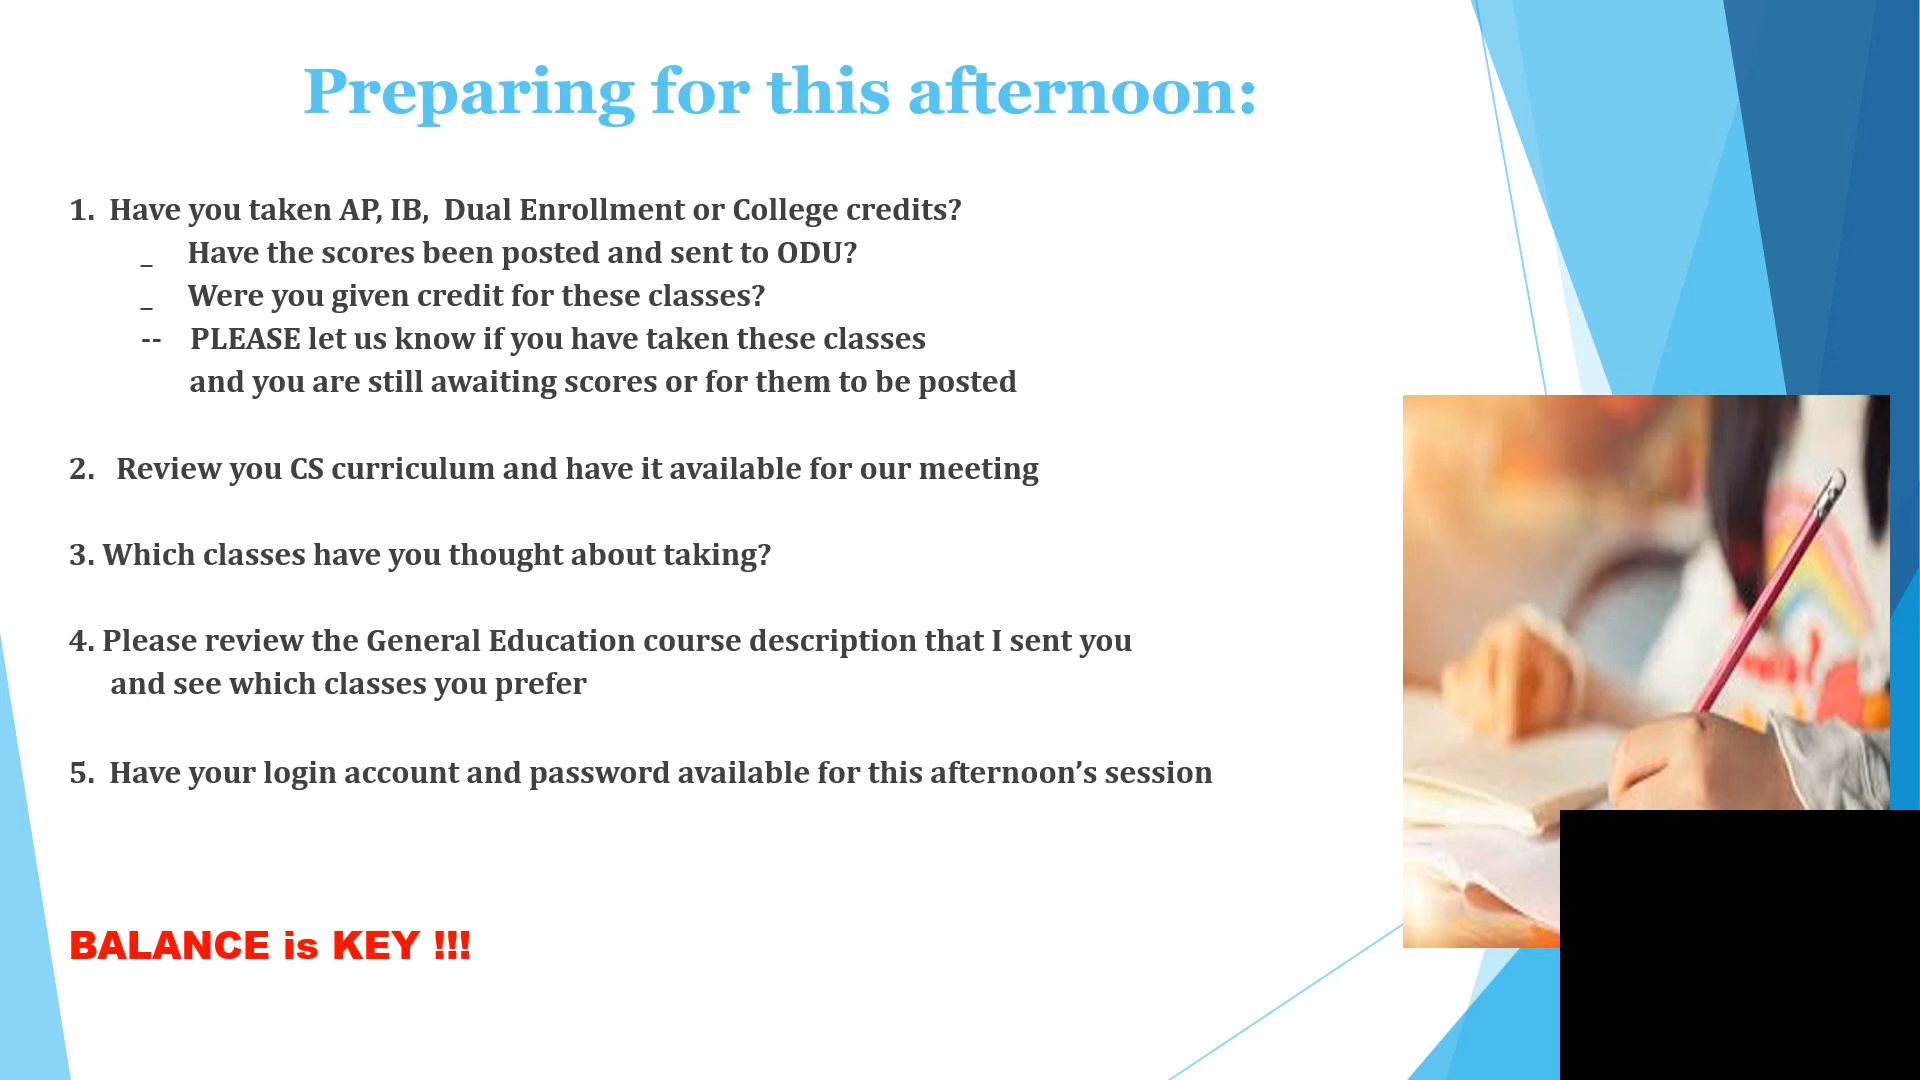 Preparing for this afternoon:
1. Have you taken AP, IB, Dual Enrollment or College credits?
_ Have the scores been posted and sent to ODU?
_ Were you given credit for these classes?
-- PLEASE let us know if you have taken these classes
and you are still awaiting scores or for them to be posted
2. Review you CS curriculum and have it available for our meeting
3. Which classes have you thought about taking?
4. Please review the General Education course description that I sent you
and see which classes you prefer
5. Have your login account and password available for this afternoon’s session
BALANCE is KEY !!!